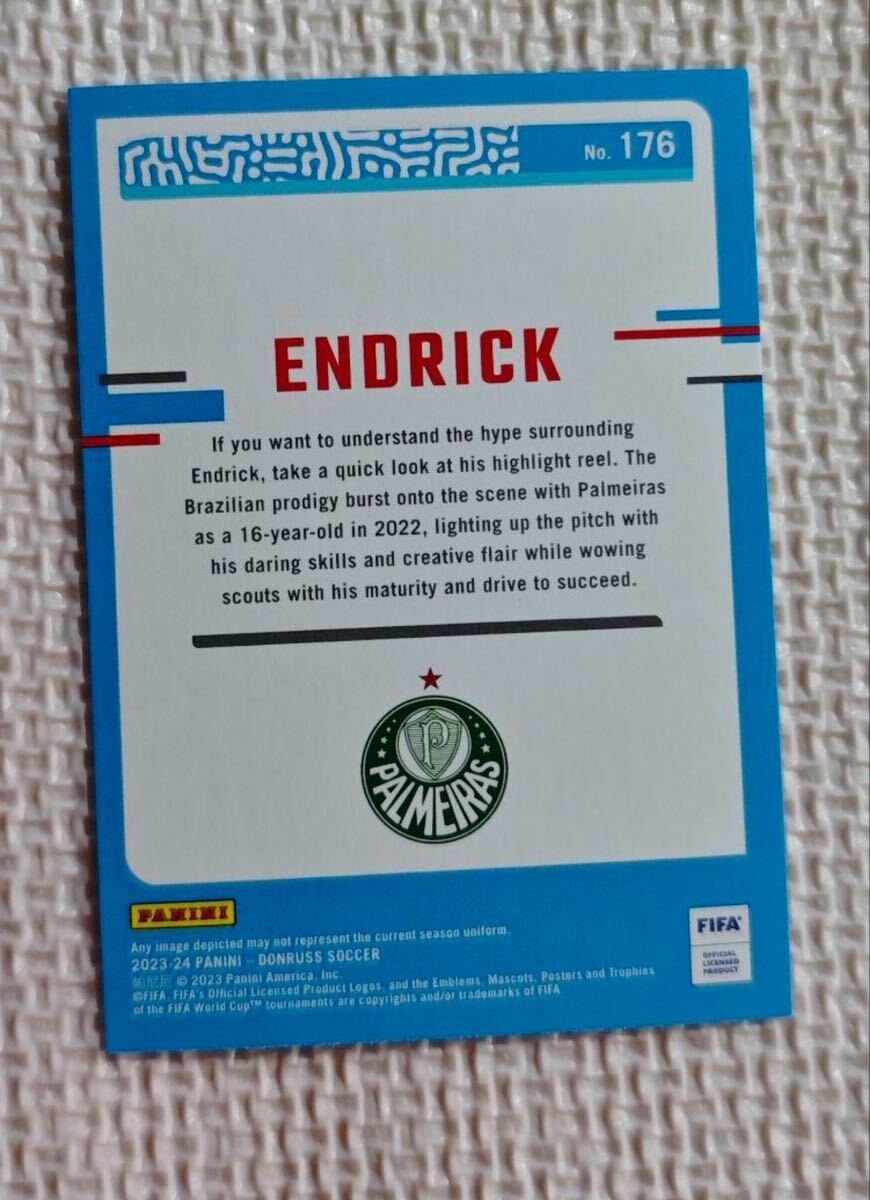 No. 176
ENDRICK
If you want to understand the hype surrounding
Endrick, take a quick look at his highlight reel. The
Brazilian prodigy burst onto the scene with Palmeiras
as a 16-year-old in 2022, lighting up the pitch with
his daring skills and creative flair while wowing
scouts with his maturity and drive to succeed.
P
PALMEIRAS
PANINI
Any image depicted may not represent the current season uniform.
2023-24 PANINI – DONRUSS SOCCER
帕尼尼 © 2023 Panini America, Inc.
©FIFA, FIFA's Official Licensed Product Logos, and the Emblems, Mascots, Posters and Trophies
of the FIFA World Cup™ tournaments are copyrights and/or trademarks of FIFA.
FIFA®
OFFICIAL
LICENSED
PRODUCT